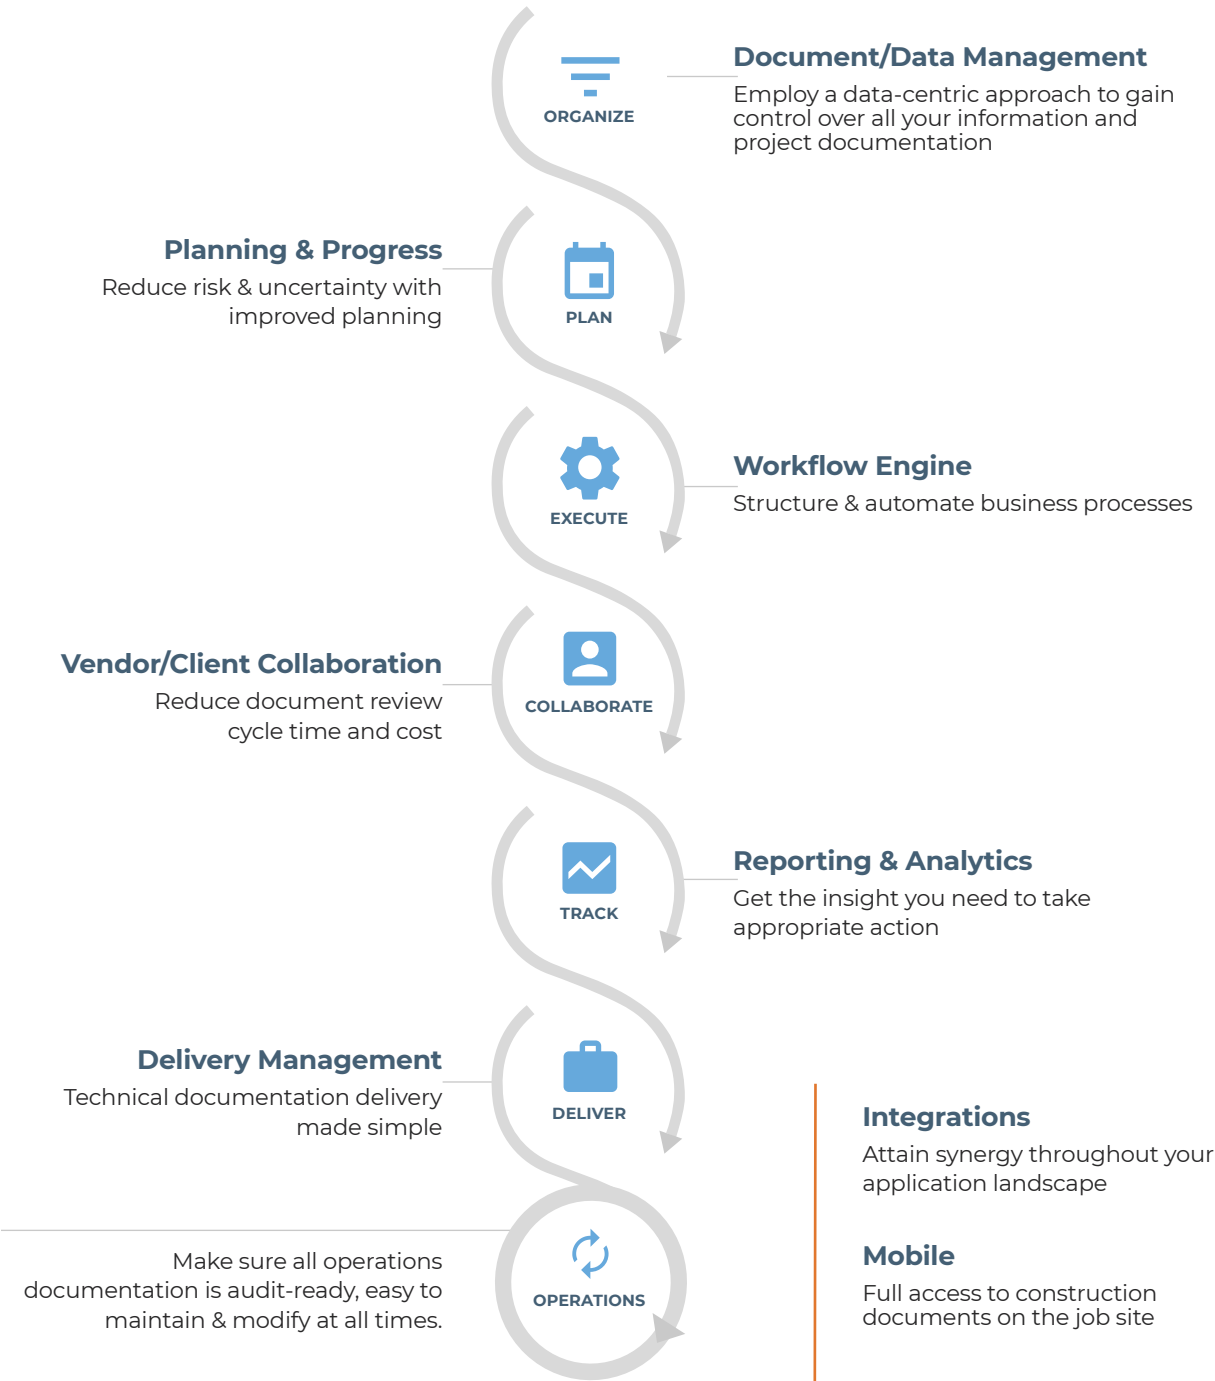 ORGANIZE
Document/Data Management
Employ a data-centric approach to gain
control over all your information and
project documentation
Planning & Progress
Reduce risk & uncertainty with
improved planning
PLAN
EXECUTE
Workflow Engine
Structure & automate business processes
Vendor/Client Collaboration
Reduce document review
cycle time and cost
COLLABORATE
TRACK
Reporting & Analytics
Get the insight you need to take
appropriate action
Delivery Management
Technical documentation delivery
made simple
DELIVER
Make sure all operations
documentation is audit-ready, easy to
maintain & modify at all times.
OPERATIONS
Integrations
Attain synergy throughout your
application landscape
Mobile
Full access to construction
documents on the job site